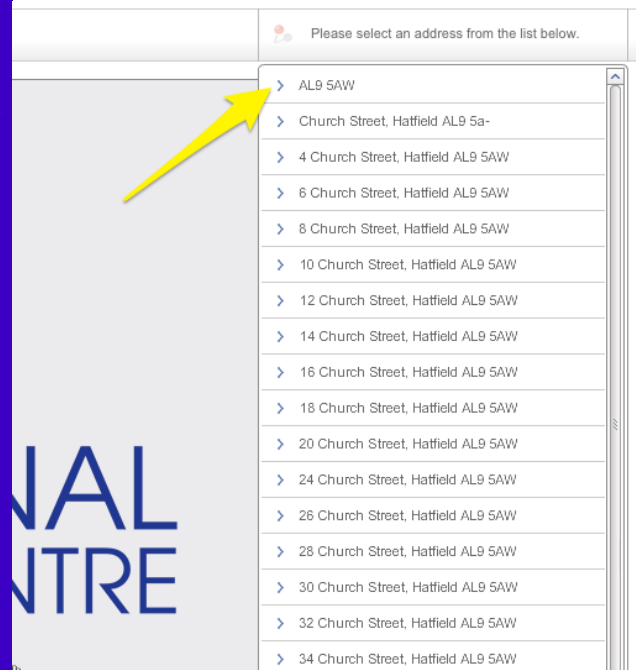 Please select an address from the list below.
AL9 5AW
Church Street, Hatfield AL9 5a-
4 Church Street, Hatfield AL9 5AW
6 Church Street, Hatfield AL9 5AW
8 Church Street, Hatfield AL9 5AW
10 Church Street, Hatfield AL9 5AW
12 Church Street, Hatfield AL9 5AW
14 Church Street, Hatfield AL9 5AW
16 Church Street, Hatfield AL9 5AW
18 Church Street, Hatfield AL9 5AW
20 Church Street, Hatfield AL9 5AW
24 Church Street, Hatfield AL9 5AW
26 Church Street, Hatfield AL9 5AW
28 Church Street, Hatfield AL9 5AW
30 Church Street, Hatfield AL9 5AW
32 Church Street, Hatfield AL9 5AW
34 Church Street, Hatfield AL9 5AW
NAL
NTRE